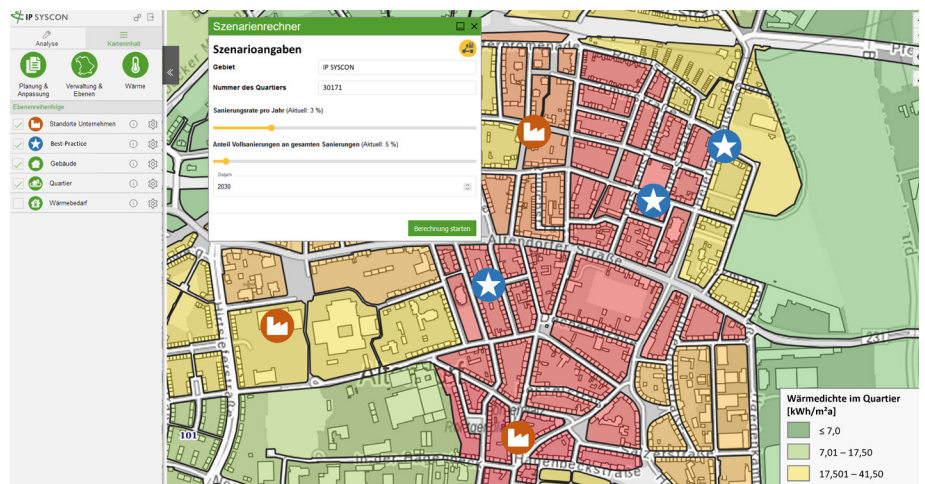 IP SYSCON
Analyse
Karteninhalt
Planung &
Anpassung
Verwaltung &
Ebenen
Wärme
Ebenenreihenfolge
Standorte Unternehmen
Best-Practice
Gebäude
Quartier
Wärmebedarf
Szenarienrechner
Szenarioangaben
Gebiet
IP SYSCON
Nummer des Quartiers
30171
Sanierungsrate pro Jahr (Aktuell: 3 %)
Anteil Vollsanierungen an gesamten Sanierungen (Aktuell: 5 %)
2030
Berechnung starten
Altendorfer Straße
231
101
Wärmedichte im Quartier
[kWh/m²a]
≤ 7,0
7,01 – 17,50
17,501 – 41,50